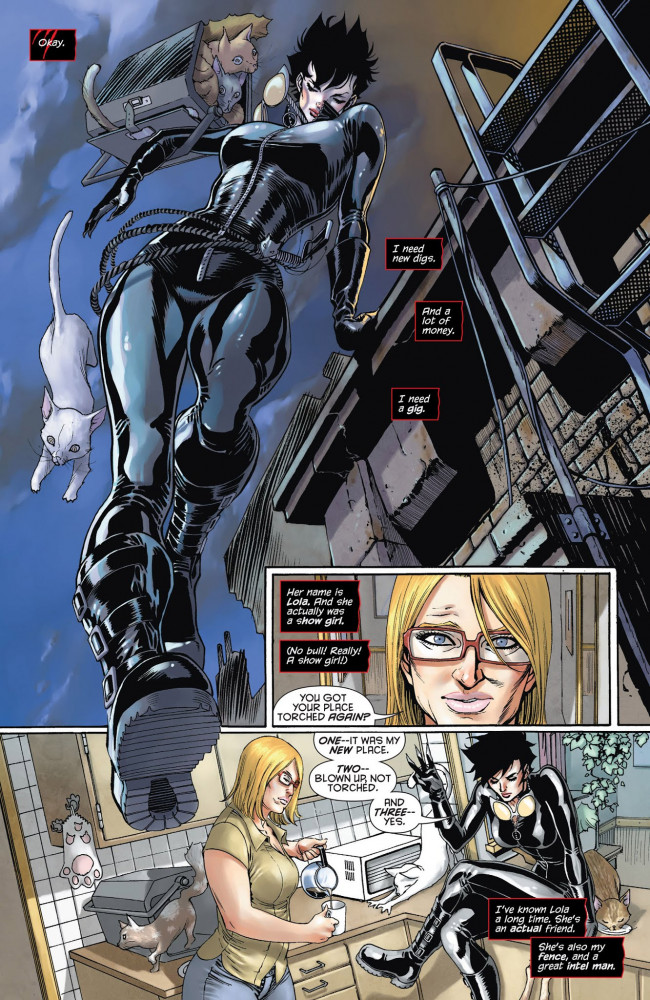 Okay.
I need
new digs.
And a
lot of
money.
I need
a gig.
Her name is
Lola. And she
actually was
a show girl.
(No bull! Really!
A show girl!)
YOU GOT
YOUR PLACE
TORCHED AGAIN?
ONE--IT WAS MY
NEW PLACE.
TWO--
BLOWN UP, NOT
TORCHED.
AND
THREE--
YES.
I've known Lola
a long time. She's
an actual friend.
She's also my
fence, and a
great intel man.